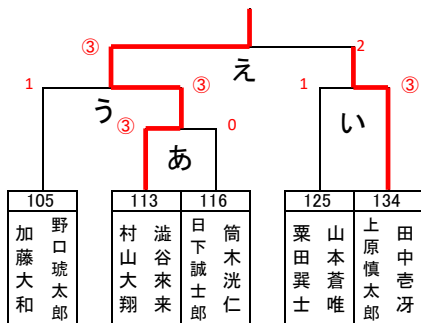 ③ 2
え
1 ③ 1 ③
う
③ 0 い
あ
105 113 116 125 134
加藤大和 野口琥太郎 村山大翔 澁谷來来 日下誠士郎 筒木洸仁 粟田巽士 山本蒼唯 上原慎太郎 田中壱冴